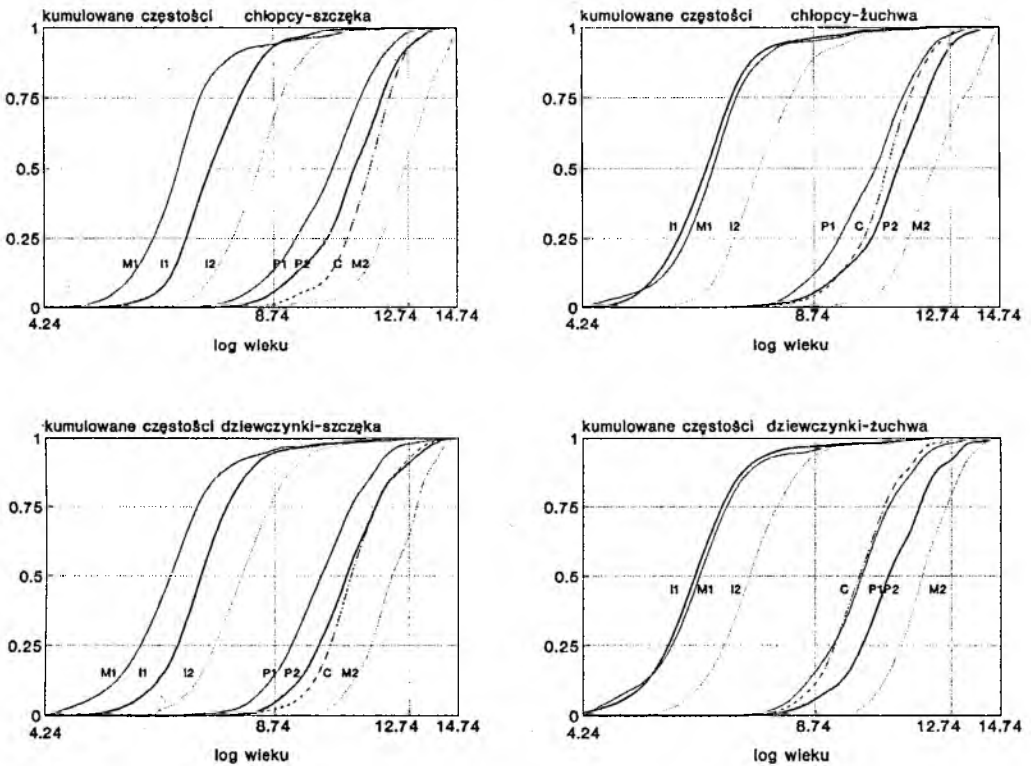 kumulowane częstości chłopcy-szczęka
1
0.75
0.5
0.25
0
M1 I1 I2 P1 P2 C M2
4.24 8.74 12.74 14.74
log wieku
kumulowane częstości chłopcy-żuchwa
1
0.75
0.5
0.25
0
I1 M1 I2 P1 C P2 M2
4.24 8.74 12.74 14.74
log wieku
kumulowane częstości dziewczynki-szczęka
1
0.75
0.5
0.25
0
M1 I1 I2 P1 P2 C M2
4.24 8.74 12.74 14.74
log wieku
kumulowane częstości dziewczynki-żuchwa
1
0.75
0.5
0.25
0
I1 M1 I2 C P1 P2 M2
4.24 8.74 12.74 14.74
log wieku